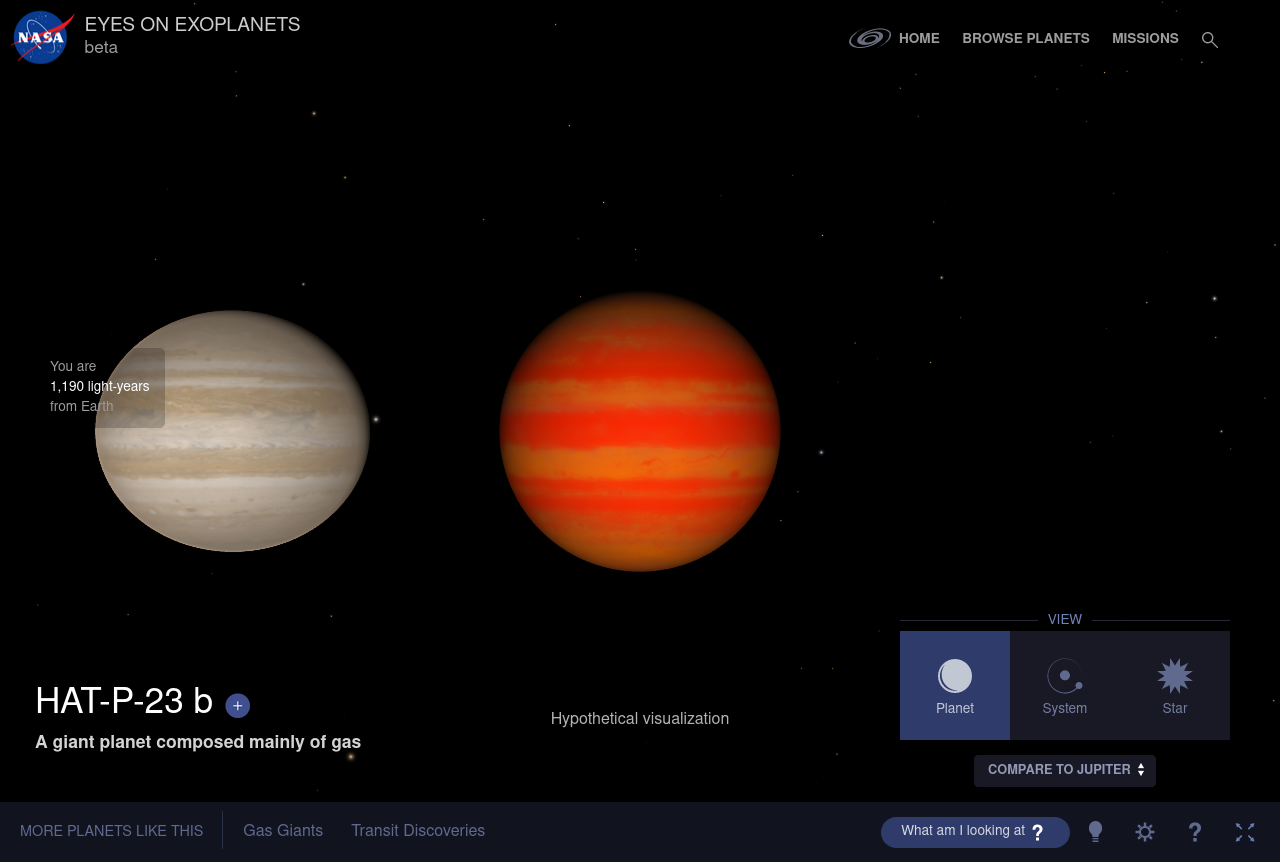 NASA
EYES ON EXOPLANETS
beta
HOME
BROWSE PLANETS
MISSIONS
You are
1,190 light-years
from Earth
VIEW
Planet
System
Star
HAT-P-23 b +
A giant planet composed mainly of gas
Hypothetical visualization
COMPARE TO JUPITER
MORE PLANETS LIKE THIS
Gas Giants
Transit Discoveries
What am I looking at ?
?